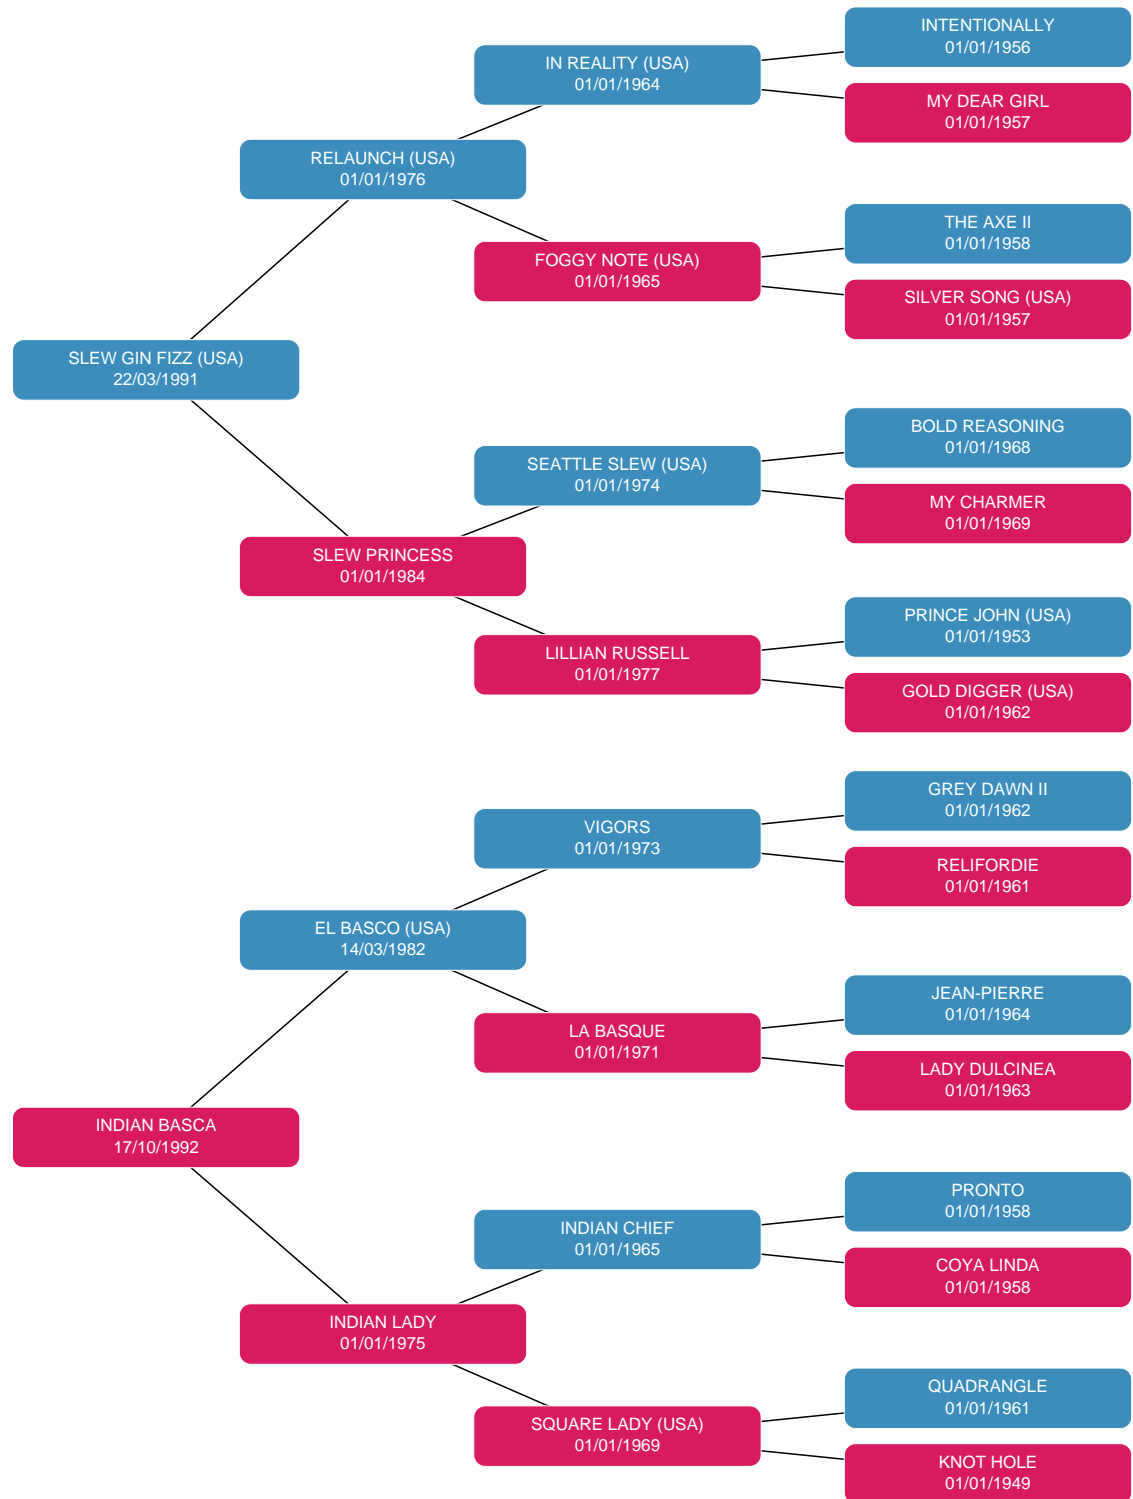 INTENTIONALLY
01/01/1956
IN REALITY (USA)
01/01/1964
MY DEAR GIRL
01/01/1957
RELAUNCH (USA)
01/01/1976
THE AXE II
01/01/1958
FOGGY NOTE (USA)
01/01/1965
SILVER SONG (USA)
01/01/1957
SLEW GIN FIZZ (USA)
22/03/1991
BOLD REASONING
01/01/1968
SEATTLE SLEW (USA)
01/01/1974
MY CHARMER
01/01/1969
SLEW PRINCESS
01/01/1984
PRINCE JOHN (USA)
01/01/1953
LILLIAN RUSSELL
01/01/1977
GOLD DIGGER (USA)
01/01/1962
GREY DAWN II
01/01/1962
VIGORS
01/01/1973
RELIFORDIE
01/01/1961
EL BASCO (USA)
14/03/1982
JEAN-PIERRE
01/01/1964
LA BASQUE
01/01/1971
LADY DULCINEA
01/01/1963
INDIAN BASCA
17/10/1992
PRONTO
01/01/1958
INDIAN CHIEF
01/01/1965
COYA LINDA
01/01/1958
INDIAN LADY
01/01/1975
QUADRANGLE
01/01/1961
SQUARE LADY (USA)
01/01/1969
KNOT HOLE
01/01/1949